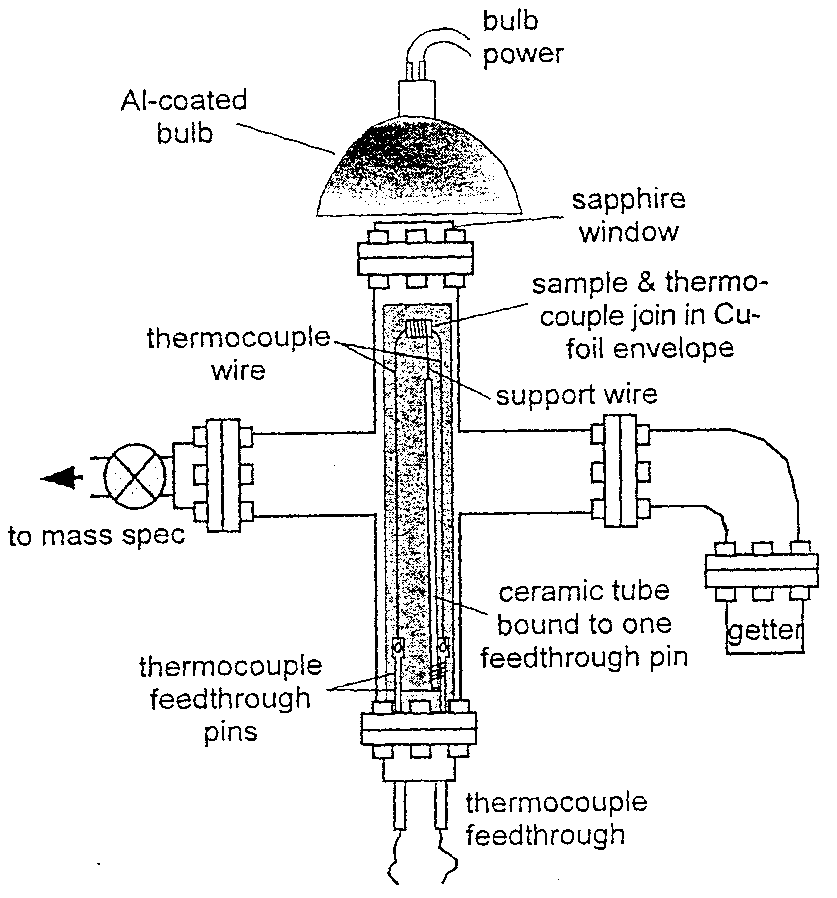 bulb
power
Al-coated
bulb
sapphire
window
sample & thermo-
couple join in Cu-
foil envelope
thermocouple
wire
support wire
to mass spec
ceramic tube
bound to one
feedthrough pin
getter
thermocouple
feedthrough
pins
thermocouple
feedthrough